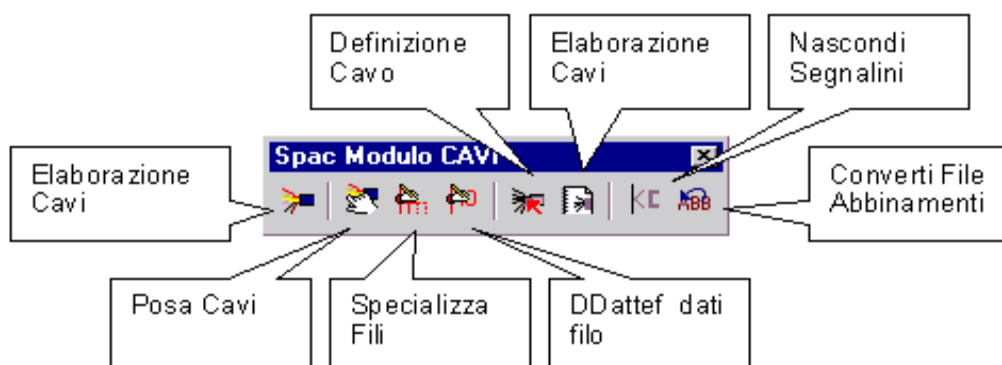 Definizione
Cavo
Elaborazione
Cavi
Nascondi
Segnalini
Spac Modulo CAVI
Elaborazione
Cavi
Converti File
Abbinamenti
ABB
Posa Cavi
Specializza
Fili
DDattef dati
filo